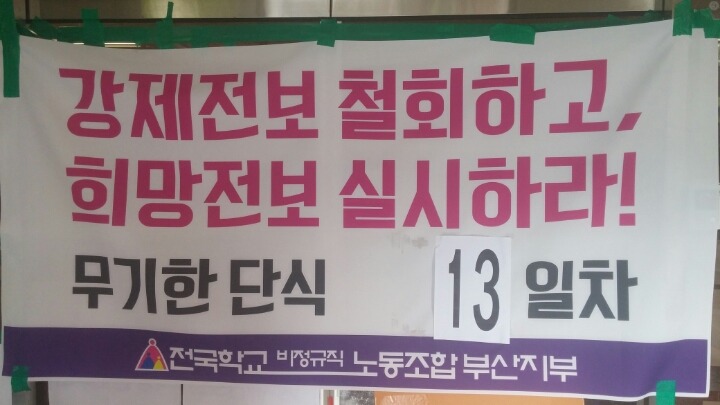 강제전보 철회하고,
희망전보 실시하라!
무기한 단식 13 일차
전국학교 비정규직 노동조합 부산지부